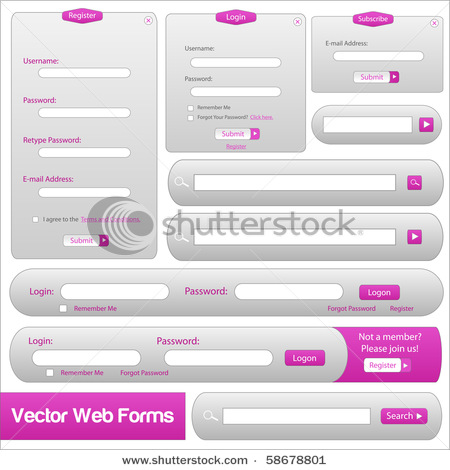 Register
Username:
Password:
Retype Password:
E-mail Address:
I agree to the Terms and Conditions.
Submit
Login
Username:
Password:
Remember Me
Forgot Your Password? Click here.
Submit
Register
Subscribe
E-mail Address:
Submit
shutterstock
Login:
Password:
Logon
Remember Me
Forgot Password
Register
Login:
Password:
Logon
Remember Me
Forgot Password
Not a member?
Please join us!
Register
Vector Web Forms
Search
www.shutterstock.com · 58678801